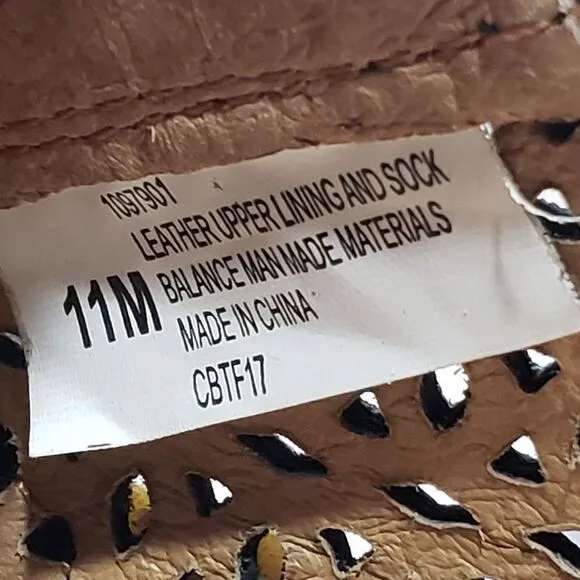 1097901
LEATHER UPPER LINING AND SOCK
11M BALANCE MAN MADE MATERIALS
MADE IN CHINA
CBTF17